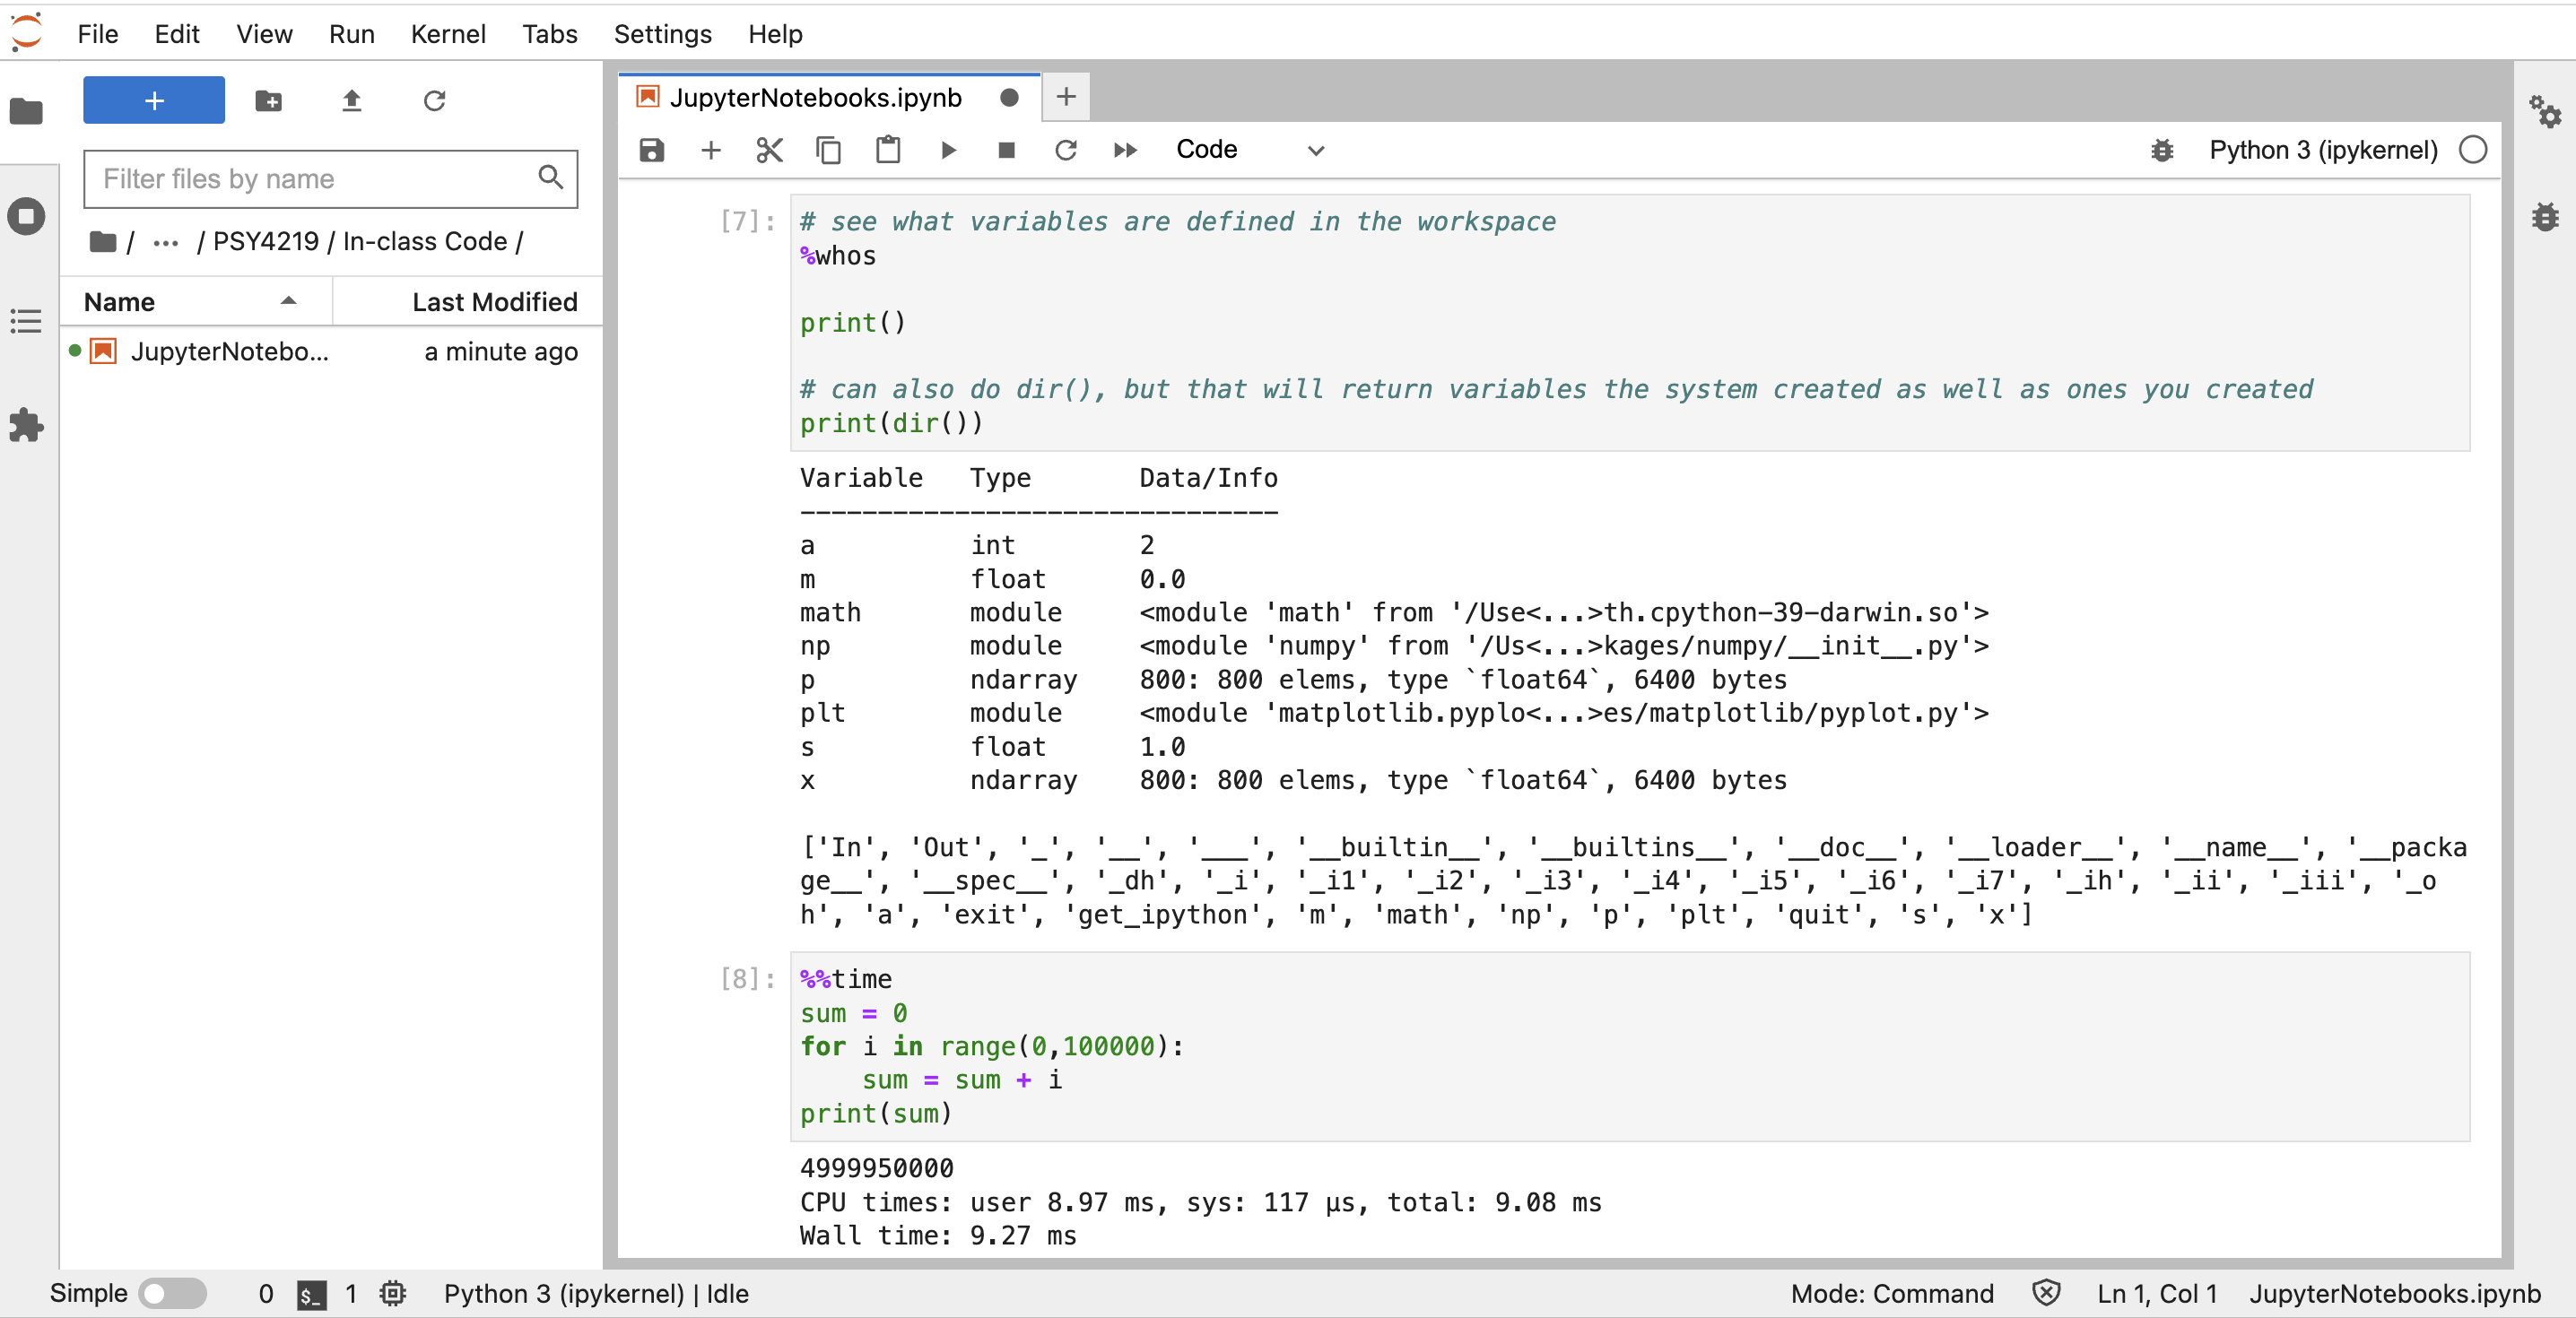 File Edit View Run Kernel Tabs Settings Help
+
Filter files by name
/ ··· / PSY4219 / In-class Code /
Name Last Modified
JupyterNotebo... a minute ago
JupyterNotebooks.ipynb
Code
Python 3 (ipykernel)
[7]:
# see what variables are defined in the workspace
%whos
print()
# can also do dir(), but that will return variables the system created as well as ones you created
print(dir())
Variable   Type       Data/Info
-------------------------------
a          int        2
m          float      0.0
math       module     <module 'math' from '/Use<...>th.cpython-39-darwin.so'>
np         module     <module 'numpy' from '/Us<...>kages/numpy/__init__.py'>
p          ndarray    800: 800 elems, type `float64`, 6400 bytes
plt        module     <module 'matplotlib.pyplo<...>es/matplotlib/pyplot.py'>
s          float      1.0
x          ndarray    800: 800 elems, type `float64`, 6400 bytes
['In', 'Out', '_', '__', '___', '__builtin__', '__builtins__', '__doc__', '__loader__', '__name__', '__packa
ge__', '__spec__', '_dh', '_i', '_i1', '_i2', '_i3', '_i4', '_i5', '_i6', '_i7', '_ih', '_ii', '_iii', '_o
h', 'a', 'exit', 'get_ipython', 'm', 'math', 'np', 'p', 'plt', 'quit', 's', 'x']
[8]:
%%time
sum = 0
for i in range(0,100000):
    sum = sum + i
print(sum)
4999950000
CPU times: user 8.97 ms, sys: 117 µs, total: 9.08 ms
Wall time: 9.27 ms
Simple 0 $_ 1 Python 3 (ipykernel) | Idle Mode: Command Ln 1, Col 1 JupyterNotebooks.ipynb